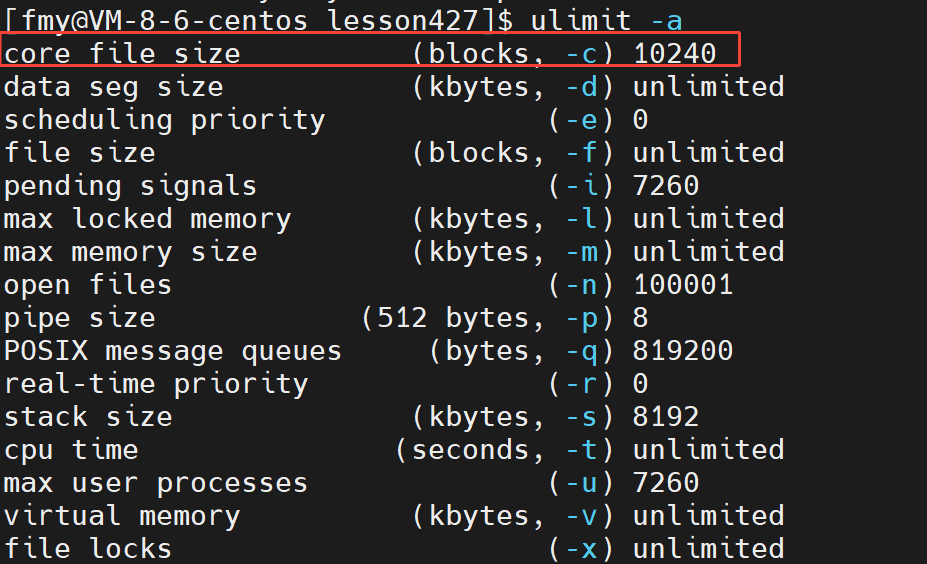 [fmy@VM-8-6-centos lesson427]$ ulimit -a
core file size          (blocks, -c) 10240
data seg size           (kbytes, -d) unlimited
scheduling priority             (-e) 0
file size               (blocks, -f) unlimited
pending signals                 (-i) 7260
max locked memory       (kbytes, -l) unlimited
max memory size         (kbytes, -m) unlimited
open files                      (-n) 100001
pipe size            (512 bytes, -p) 8
POSIX message queues     (bytes, -q) 819200
real-time priority              (-r) 0
stack size              (kbytes, -s) 8192
cpu time               (seconds, -t) unlimited
max user processes              (-u) 7260
virtual memory          (kbytes, -v) unlimited
file locks                      (-x) unlimited